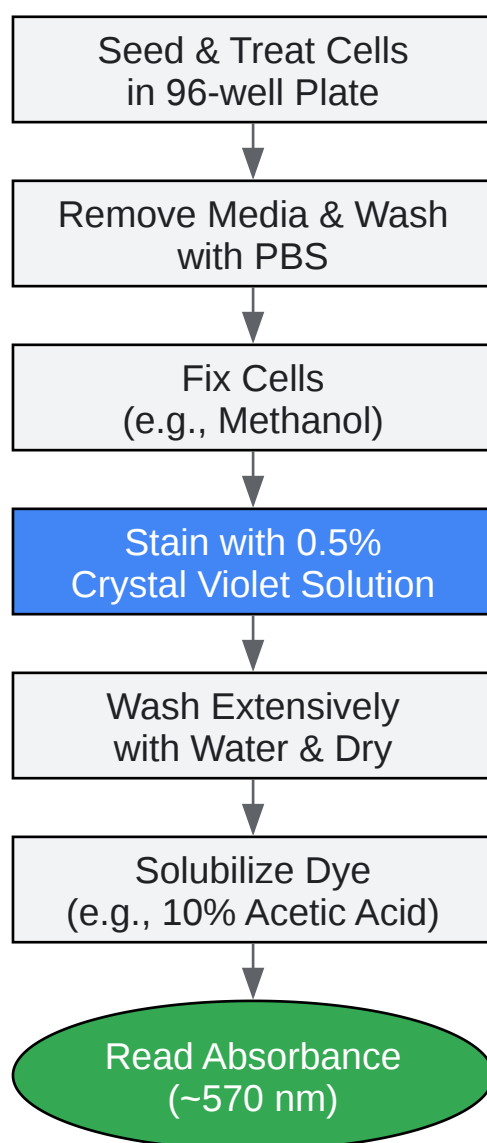 Seed & Treat Cells
in 96-well Plate
Remove Media & Wash
with PBS
Fix Cells
(e.g., Methanol)
Stain with 0.5%
Crystal Violet Solution
Wash Extensively
with Water & Dry
Solubilize Dye
(e.g., 10% Acetic Acid)
Read Absorbance
(~570 nm)